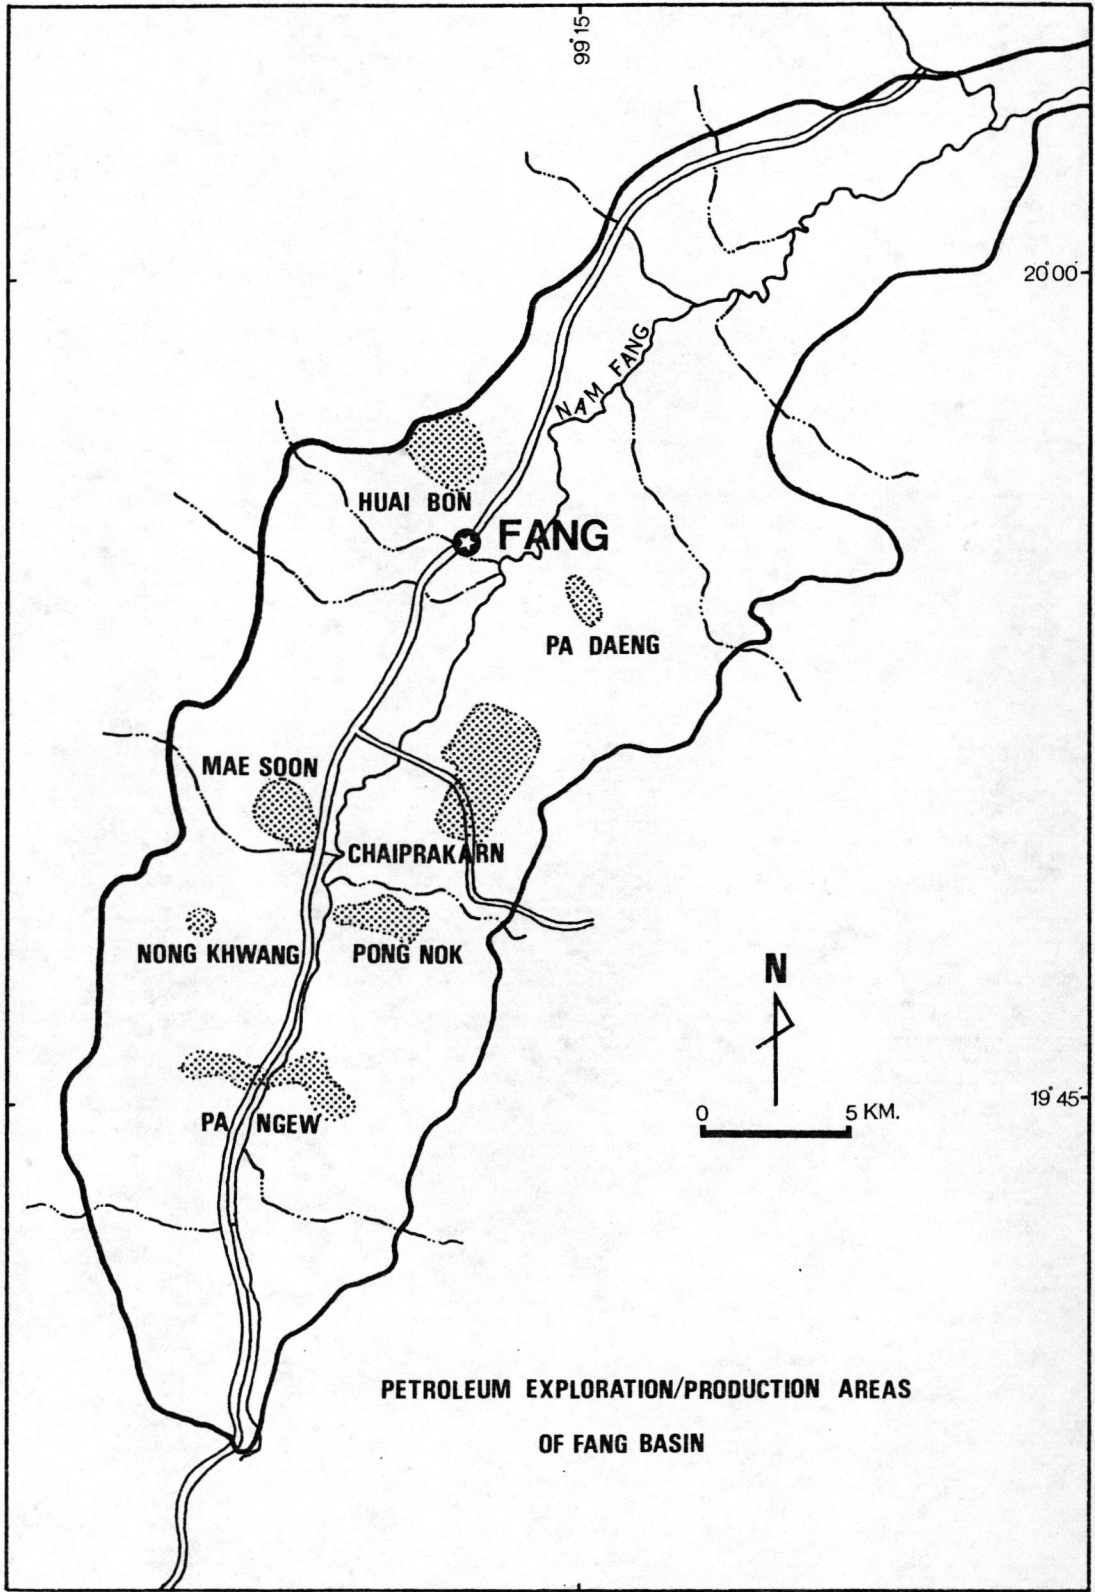 99°15'
20°00'
NAM FANG
HUAI BON
FANG
PA DAENG
MAE SOON
CHAIPRAKARN
NONG KHWANG
PONG NOK
N
0 5 KM.
19°45'
PA NGEW
PETROLEUM EXPLORATION/PRODUCTION AREAS
OF FANG BASIN